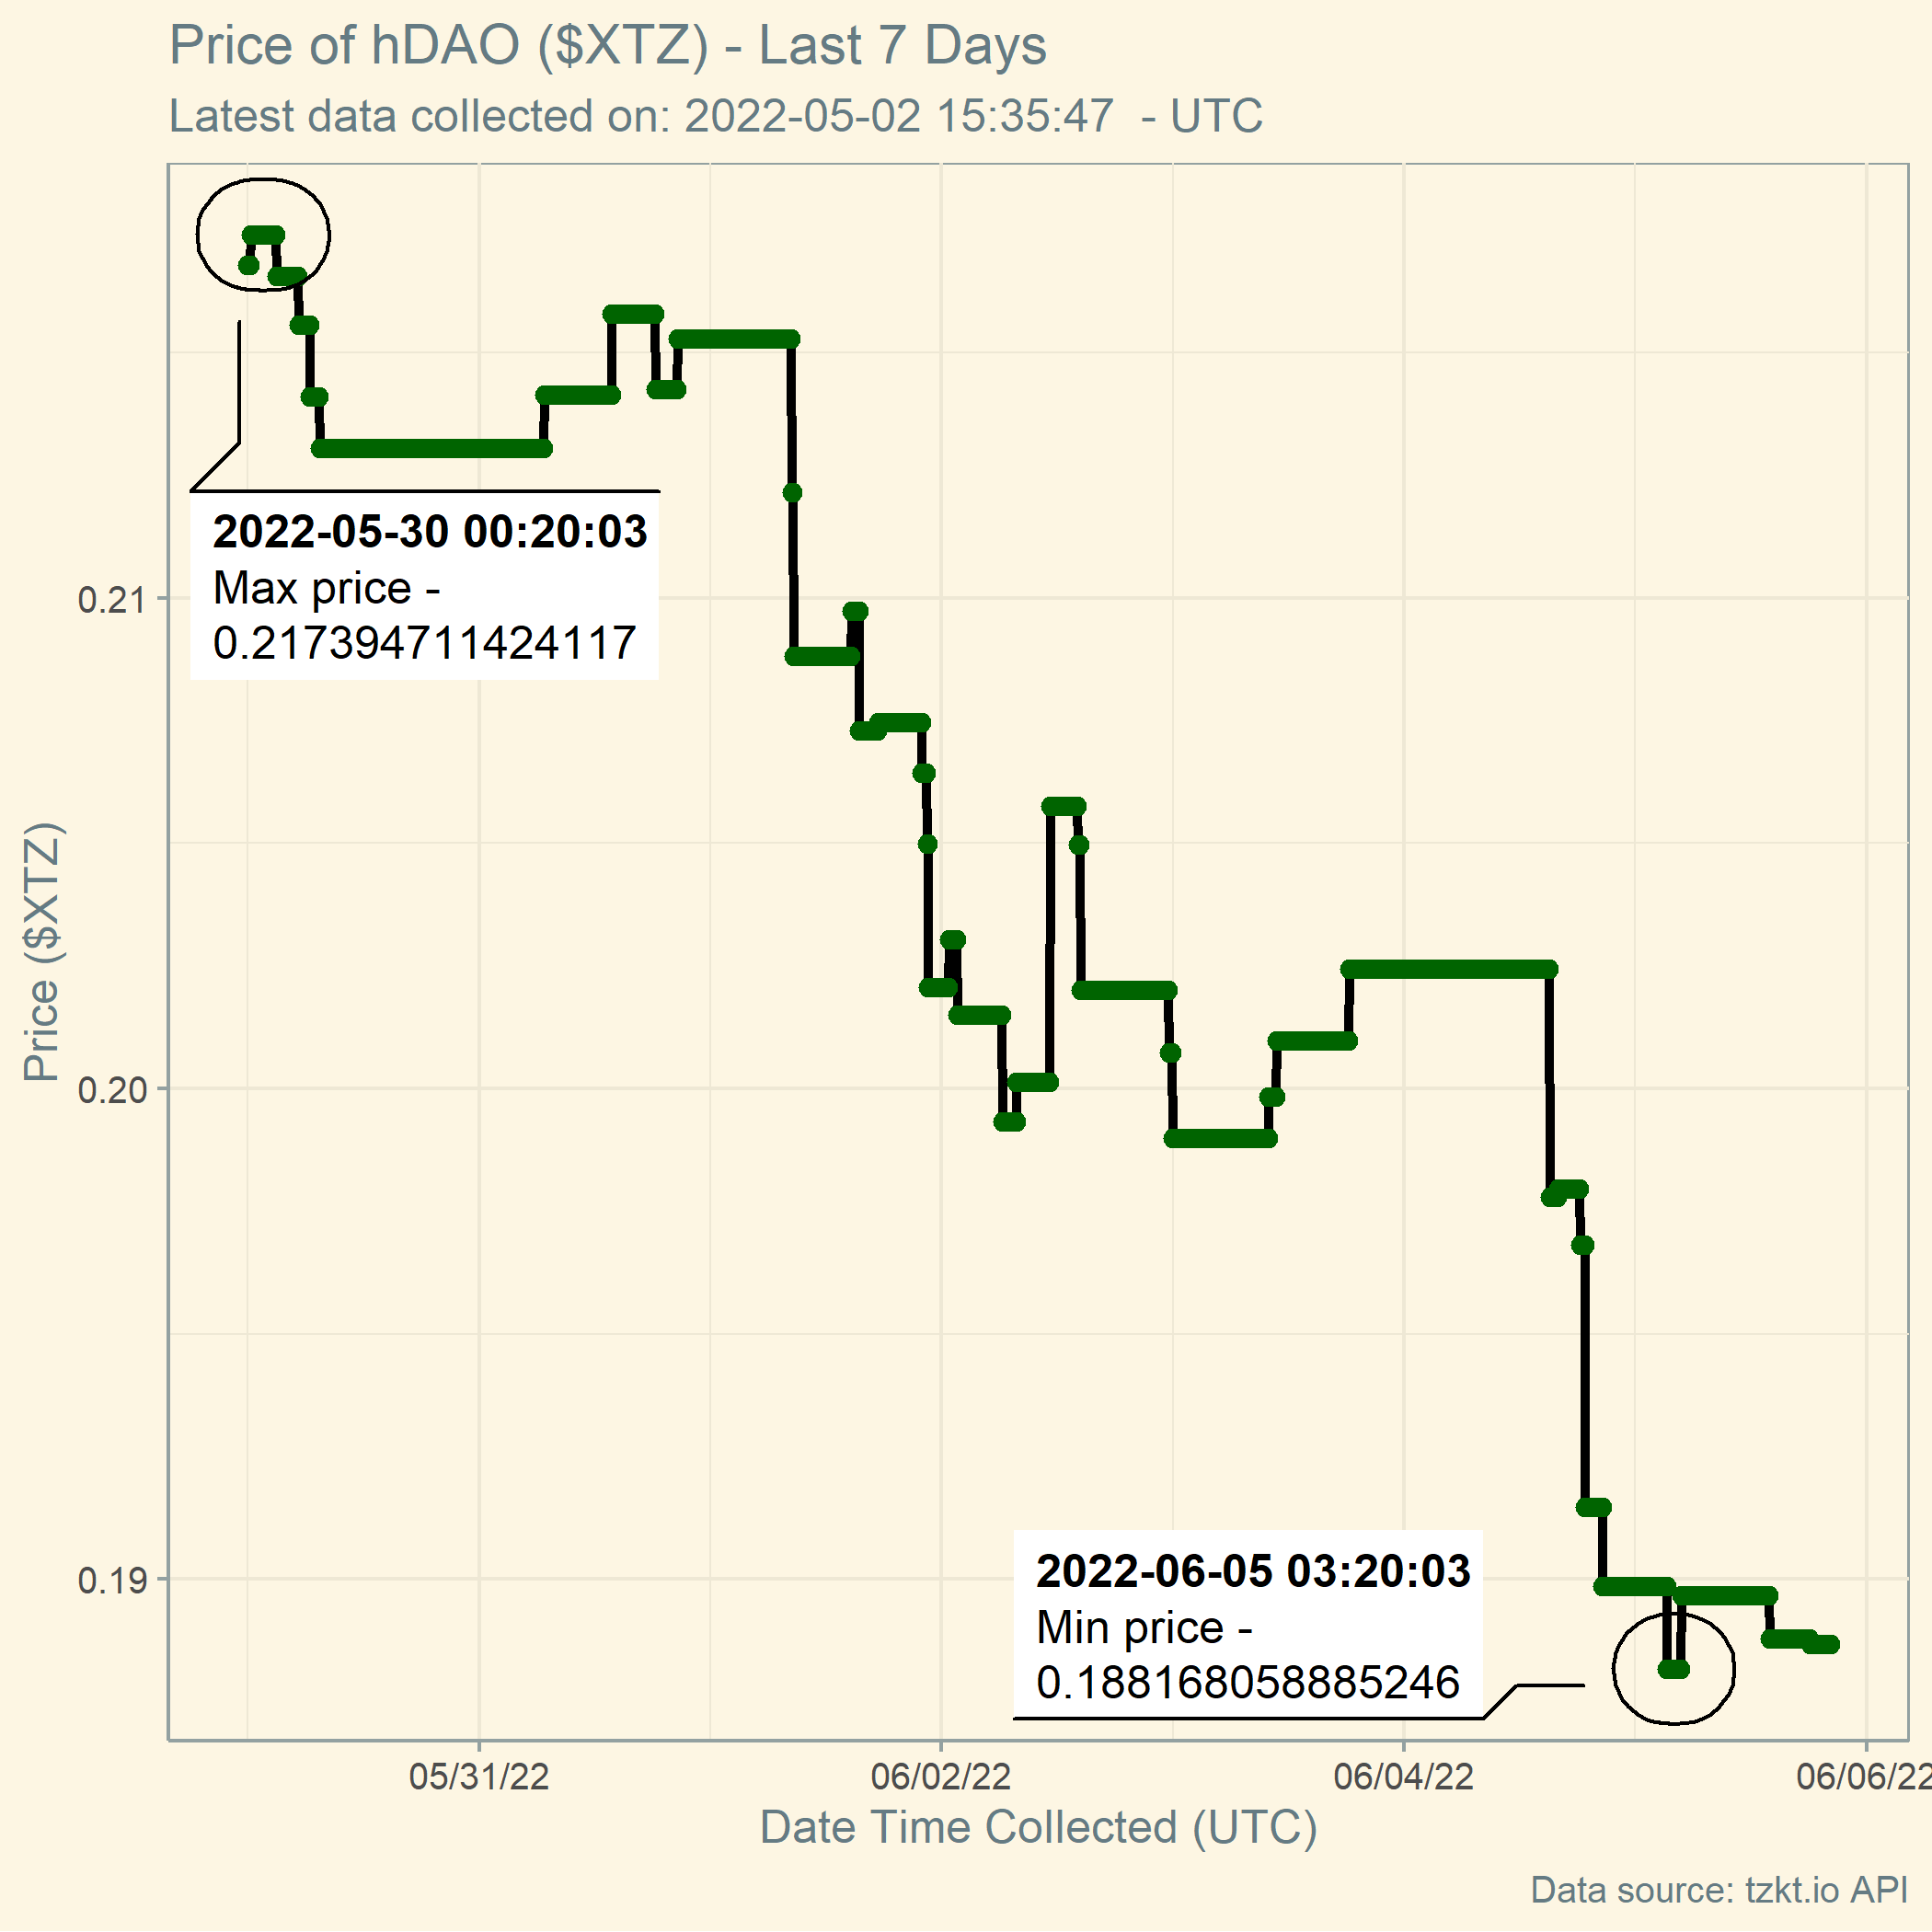 Price of hDAO ($XTZ) - Last 7 Days
Latest data collected on: 2022-05-02 15:35:47  - UTC
2022-05-30 00:20:03
Max price -
0.217394711424117
0.21
0.20
0.19
Price ($XTZ)
2022-06-05 03:20:03
Min price -
0.188168058885246
05/31/22
06/02/22
06/04/22
06/06/22
Date Time Collected (UTC)
Data source: tzkt.io API